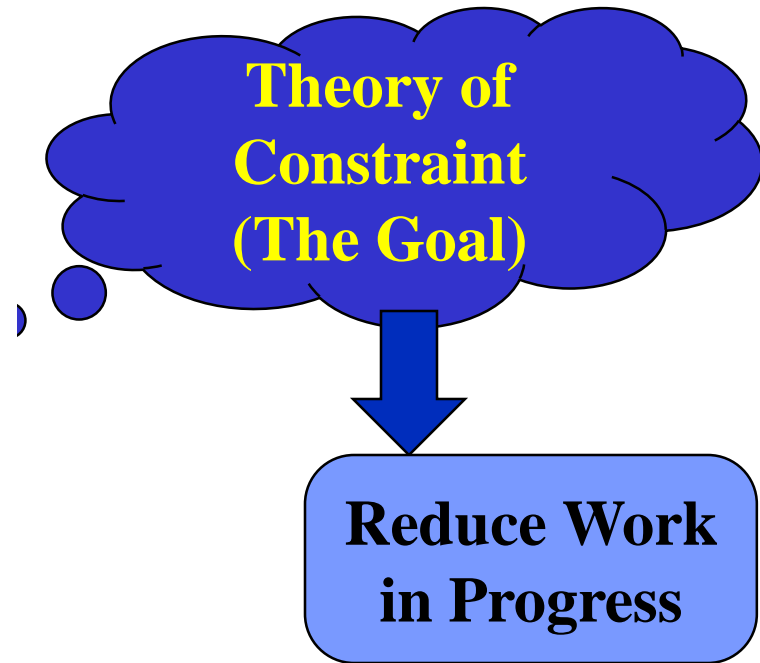 Theory of
Constraint
(The Goal)
Reduce Work
in Progress